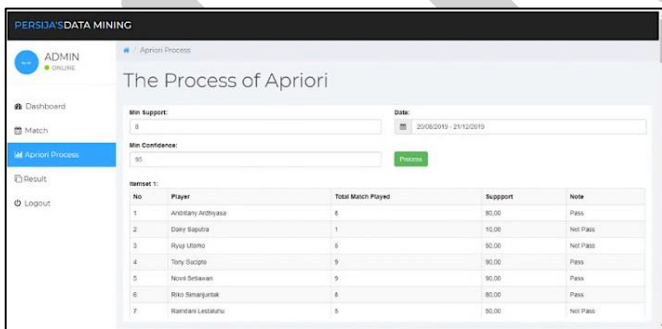 PERSIJA'S DATA MINING
ADMIN
ONLINE
Dashboard
Match
Apriori Process
Result
Logout
/ Apriori Process
The Process of Apriori
Min Support:
8
Date:
20/06/2019 - 21/12/2019
Min Confidence:
95
Process
Itemset 1:
No Player Total Match Played Suppport Note
1 Andritany Ardhiyasa 8 80,00 Pass
2 Dany Saputra 1 10,00 Not Pass
3 Ryuji Utomo 5 50,00 Not Pass
4 Tony Sucipto 9 90,00 Pass
5 Novri Setiawan 9 90,00 Pass
6 Riko Simanjuntak 8 80,00 Pass
7 Ramdani Lestaluhu 5 50,00 Not Pass